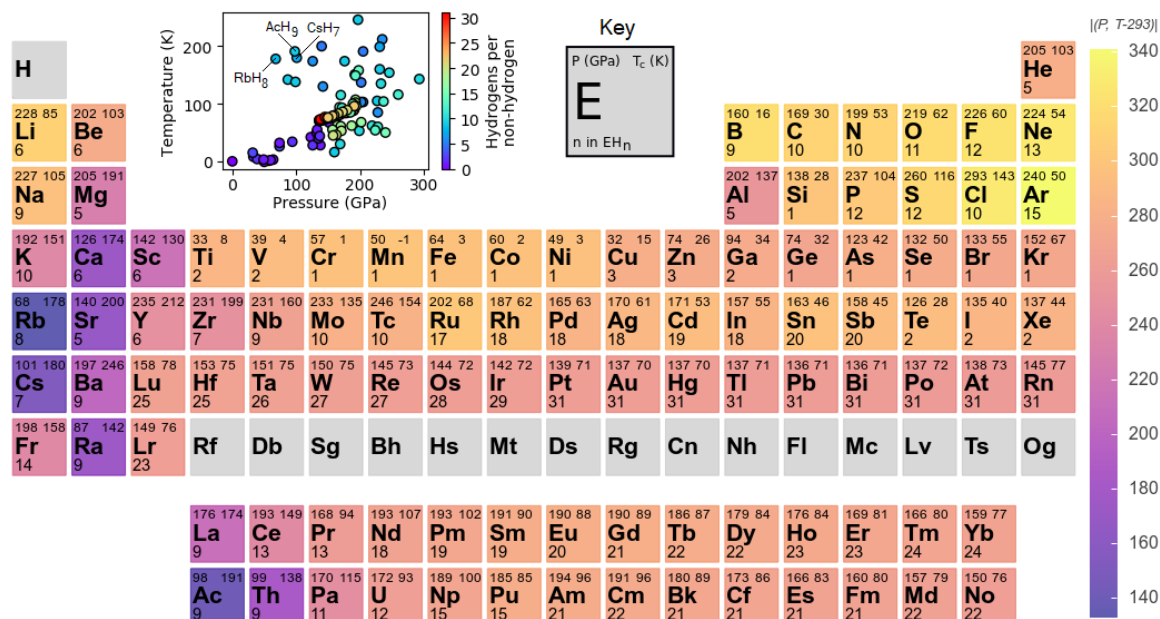 AcH9 CsH7
RbH8
Temperature (K)
200
100
0
0 100 200 300
Pressure (GPa)
30
25
20
15
10
5
0
Hydrogens per
non-hydrogen
Key
P (GPa) Tc (K)
E
n in EHn
|(P, T-293)|
340
320
300
280
260
240
220
200
180
160
140
H
205 103
He
5
228 85 202 103 160 16 169 30 199 53 219 62 226 60 224 54
Li Be B C N O F Ne
6 6 9 10 10 11 12 13
227 105 205 191 202 137 138 28 237 104 260 116 293 143 240 50
Na Mg Al Si P S Cl Ar
9 5 5 1 12 12 10 15
192 151 126 174 142 130 33 8 39 4 57 1 50 -1 64 3 60 2 49 3 32 15 74 26 94 34 74 32 123 42 132 50 133 55 152 67
K Ca Sc Ti V Cr Mn Fe Co Ni Cu Zn Ga Ge As Se Br Kr
10 6 6 2 2 1 1 1 1 1 3 3 2 1 1 1 1 1
68 178 140 200 235 212 231 199 231 160 233 135 246 154 202 68 187 62 165 63 170 61 171 53 157 55 163 46 158 45 126 28 135 40 137 44
Rb Sr Y Zr Nb Mo Tc Ru Rh Pd Ag Cd In Sn Sb Te I Xe
8 5 6 7 9 10 10 17 18 18 18 19 18 20 20 2 2 2
101 180 197 246 158 78 153 75 151 75 150 75 145 73 144 72 142 72 139 71 137 70 137 70 137 71 136 71 136 71 137 72 138 73 145 77
Cs Ba Lu Hf Ta W Re Os Ir Pt Au Hg Tl Pb Bi Po At Rn
7 9 25 25 26 27 27 28 29 31 31 31 31 31 31 31 31 31
198 158 87 142 149 76
Fr Ra Lr Rf Db Sg Bh Hs Mt Ds Rg Cn Nh Fl Mc Lv Ts Og
14 9 23
176 174 193 149 168 94 193 107 193 102 191 90 190 88 190 89 186 87 179 84 176 84 169 81 166 80 159 77
La Ce Pr Nd Pm Sm Eu Gd Tb Dy Ho Er Tm Yb
9 13 13 18 19 19 20 21 22 22 23 23 24 24
98 191 99 138 170 115 172 93 189 100 185 85 194 96 191 96 180 89 173 86 166 83 160 80 157 79 150 76
Ac Th Pa U Np Pu Am Cm Bk Cf Es Fm Md No
9 9 11 12 15 15 21 22 21 21 21 21 22 22